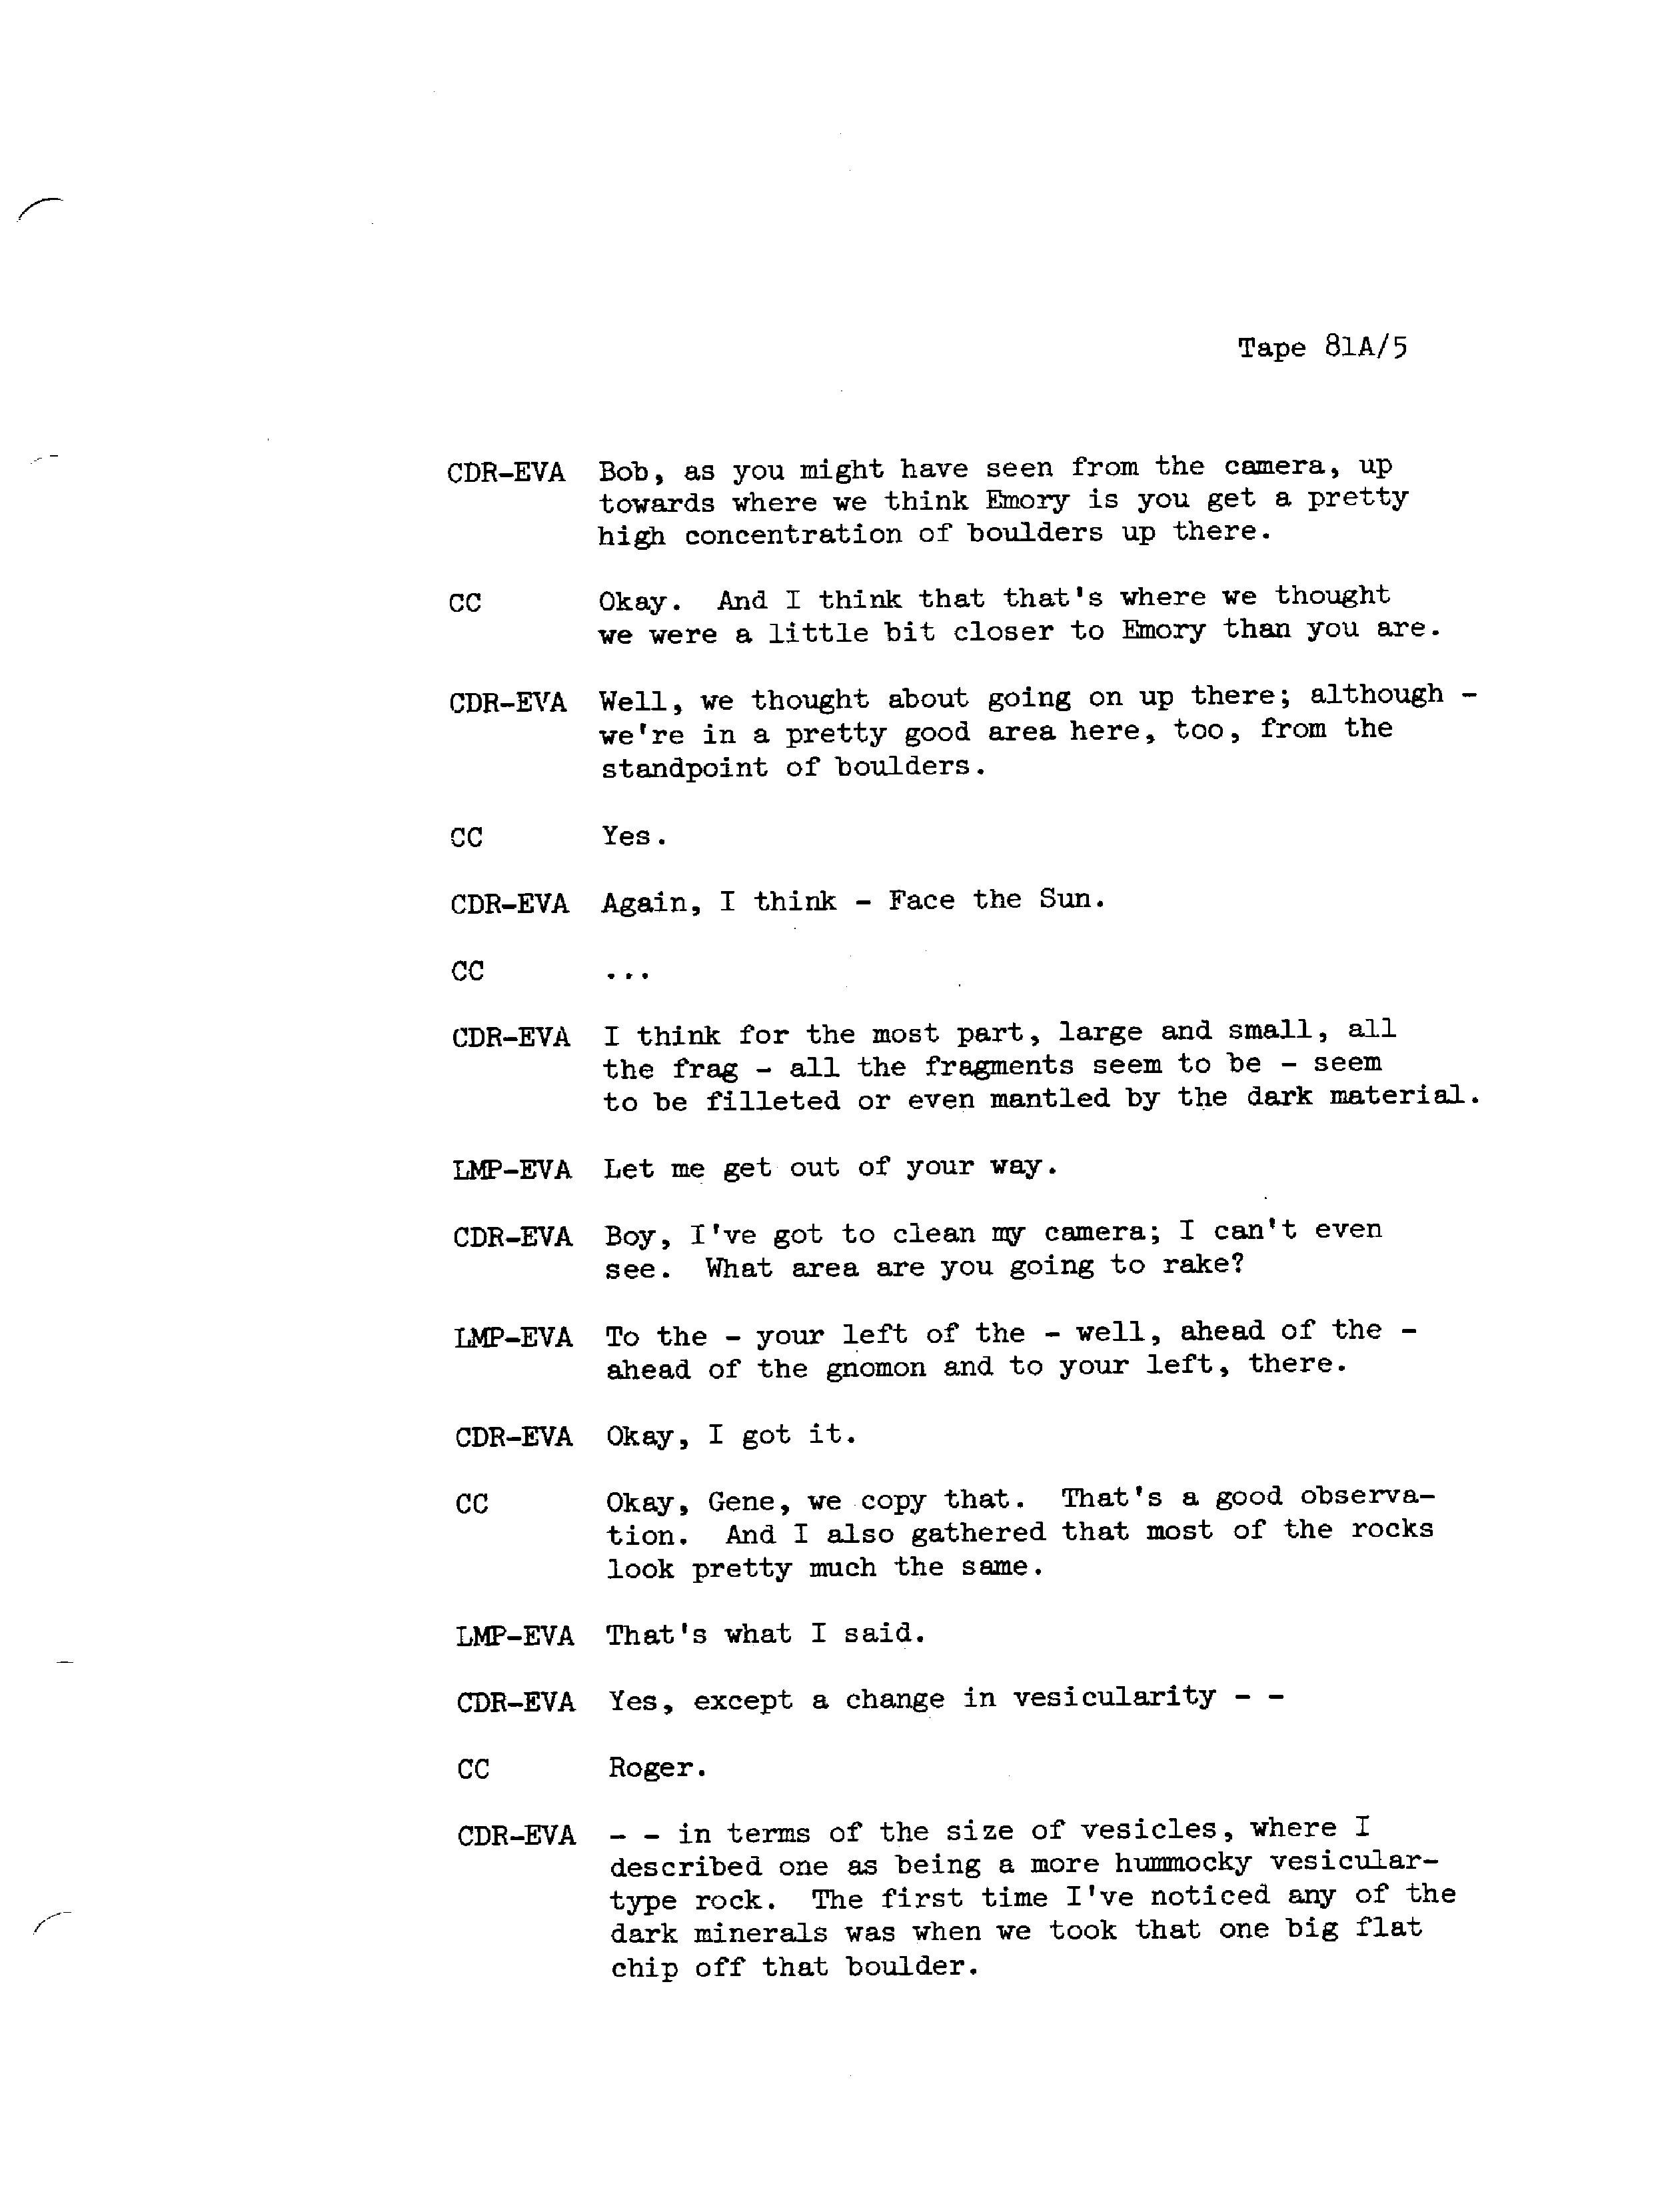 Tape 81A/5
CDR-EVA Bob, as you might have seen from the camera, up
towards where we think Emory is you get a pretty
high concentration of boulders up there.
CC Okay. And I think that that's where we thought
we were a little bit closer to Emory than you are.
CDR-EVA Well, we thought about going on up there; although -
we're in a pretty good area here, too, from the
standpoint of boulders.
CC Yes.
CDR-EVA Again, I think - Face the Sun.
CC ...
CDR-EVA I think for the most part, large and small, all
the frag - all the fragments seem to be - seem
to be filleted or even mantled by the dark material.
LMP-EVA Let me get out of your way.
CDR-EVA Boy, I've got to clean my camera; I can't even
see. What area are you going to rake?
LMP-EVA To the - your left of the - well, ahead of the -
ahead of the gnomon and to your left, there.
CDR-EVA Okay, I got it.
CC Okay, Gene, we copy that. That's a good observa-
tion. And I also gathered that most of the rocks
look pretty much the same.
LMP-EVA That's what I said.
CDR-EVA Yes, except a change in vesicularity - -
CC Roger.
CDR-EVA - - in terms of the size of vesicles, where I
described one as being a more hummocky vesicular-
type rock. The first time I've noticed any of the
dark minerals was when we took that one big flat
chip off that boulder.